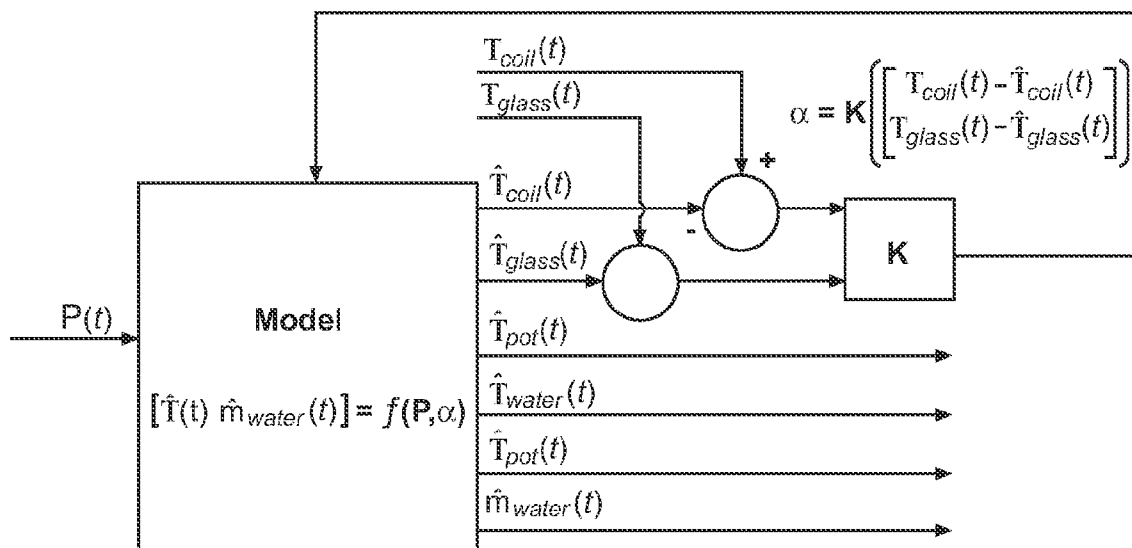 T_coil(t)
T_glass(t)
α = K([T_coil(t) - T̂_coil(t)
T_glass(t) - T̂_glass(t)])
+
T̂_coil(t)
-
K
T̂_glass(t)
P(t)
Model
T̂_pot(t)
[T̂(t) m̂_water(t)] = f(P,α)
T̂_water(t)
T̂_pot(t)
m̂_water(t)